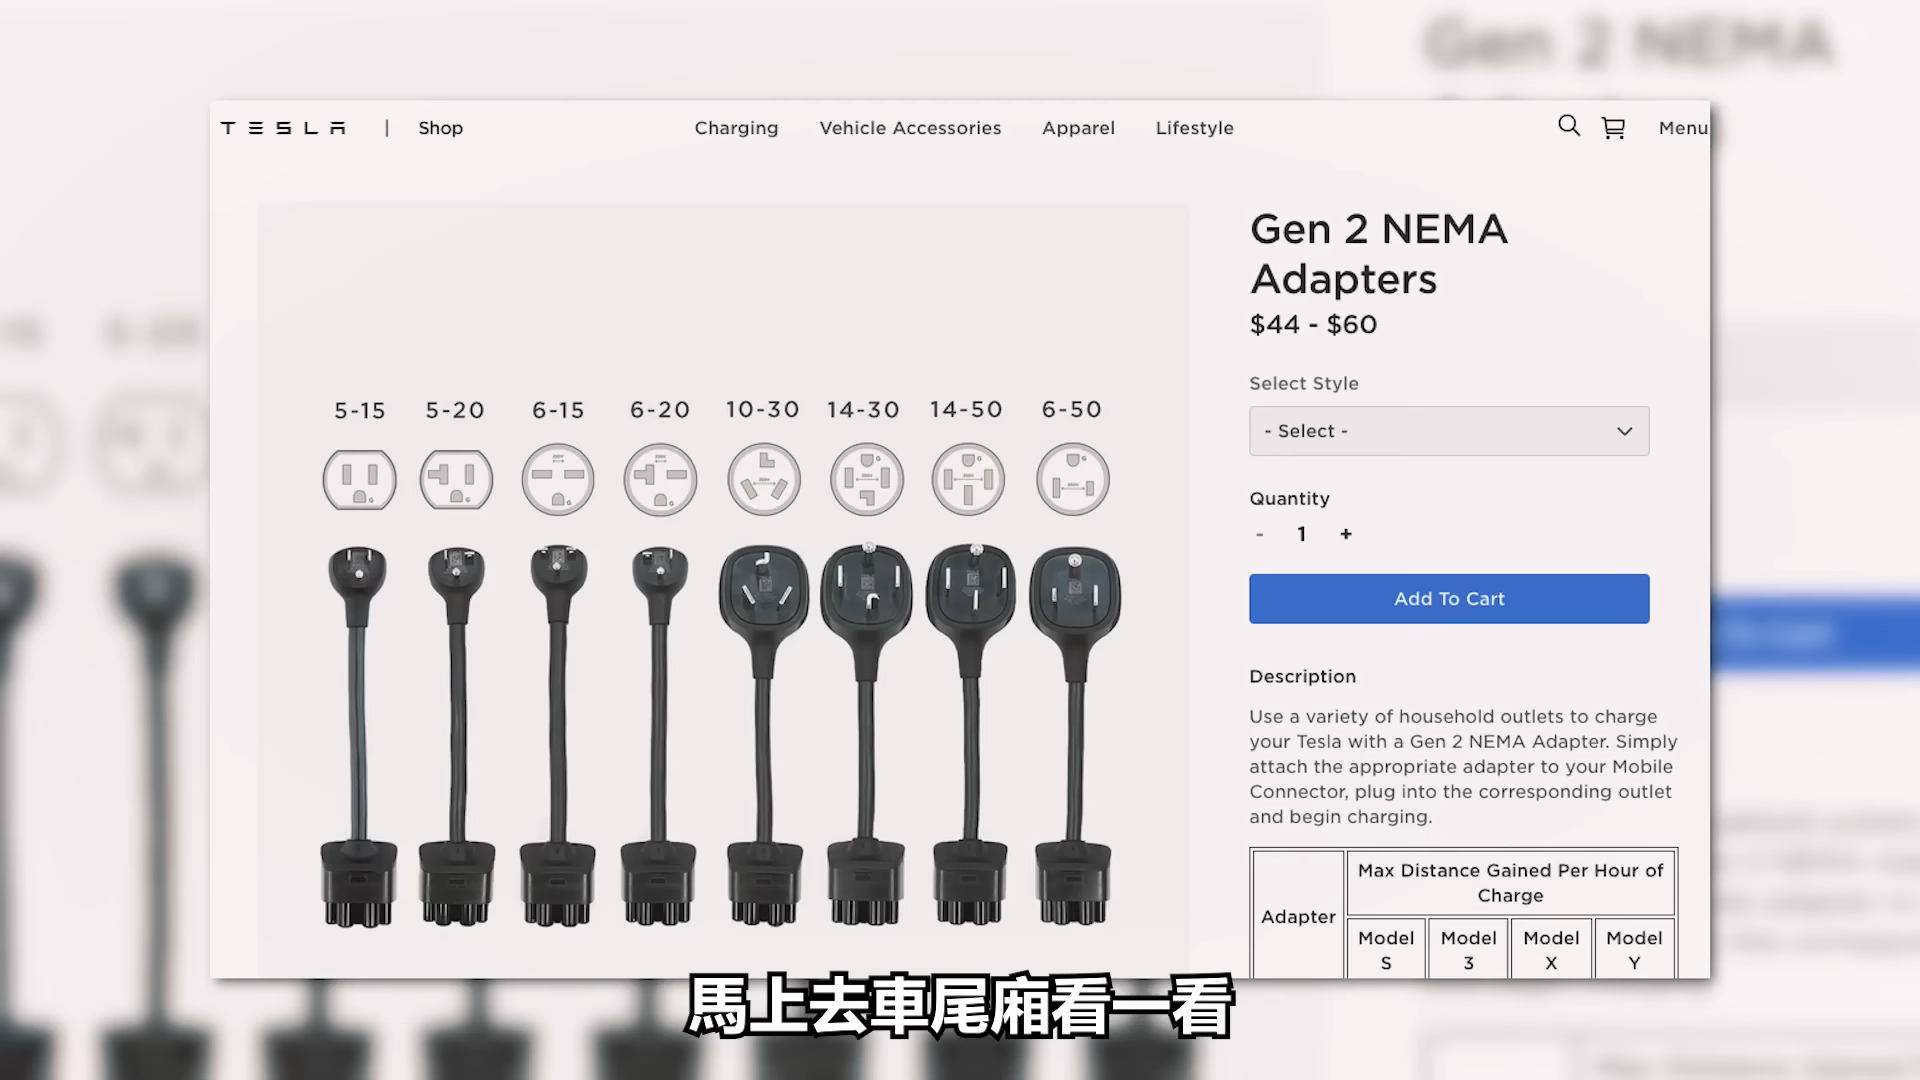 Gen 2 NEMA
TESLA | Shop
Charging Vehicle Accessories Apparel Lifestyle
Menu
5-15 5-20 6-15 6-20 10-30 14-30 14-50 6-50
Gen 2 NEMA
Adapters
$44 - $60
Select Style
- Select -
Quantity
- 1 +
Add To Cart
Description
Use a variety of household outlets to charge
your Tesla with a Gen 2 NEMA Adapter. Simply
attach the appropriate adapter to your Mobile
Connector, plug into the corresponding outlet
and begin charging.
Adapter
Max Distance Gained Per Hour of
Charge
Model S
Model 3
Model X
Model Y
馬上去車尾廂看一看